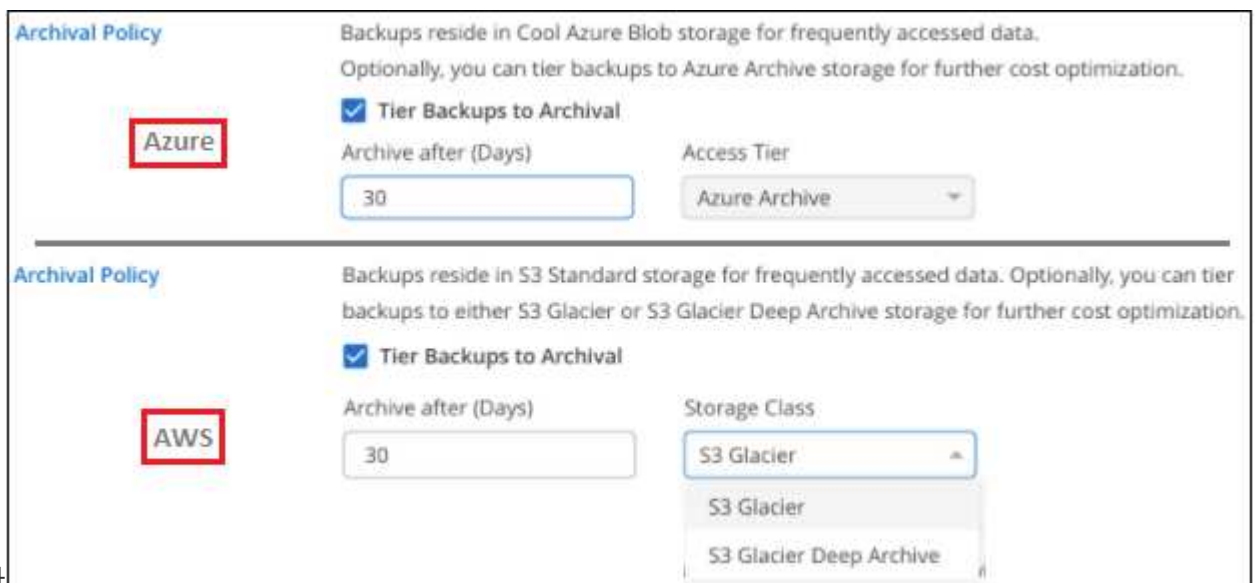 Archival Policy
Backups reside in Cool Azure Blob storage for frequently accessed data.
Optionally, you can tier backups to Azure Archive storage for further cost optimization.
Tier Backups to Archival
Azure
Archive after (Days)
Access Tier
30
Azure Archive
Archival Policy
Backups reside in S3 Standard storage for frequently accessed data. Optionally, you can tier
backups to either S3 Glacier or S3 Glacier Deep Archive storage for further cost optimization.
Tier Backups to Archival
Archive after (Days)
Storage Class
AWS
30
S3 Glacier
S3 Glacier
S3 Glacier Deep Archive